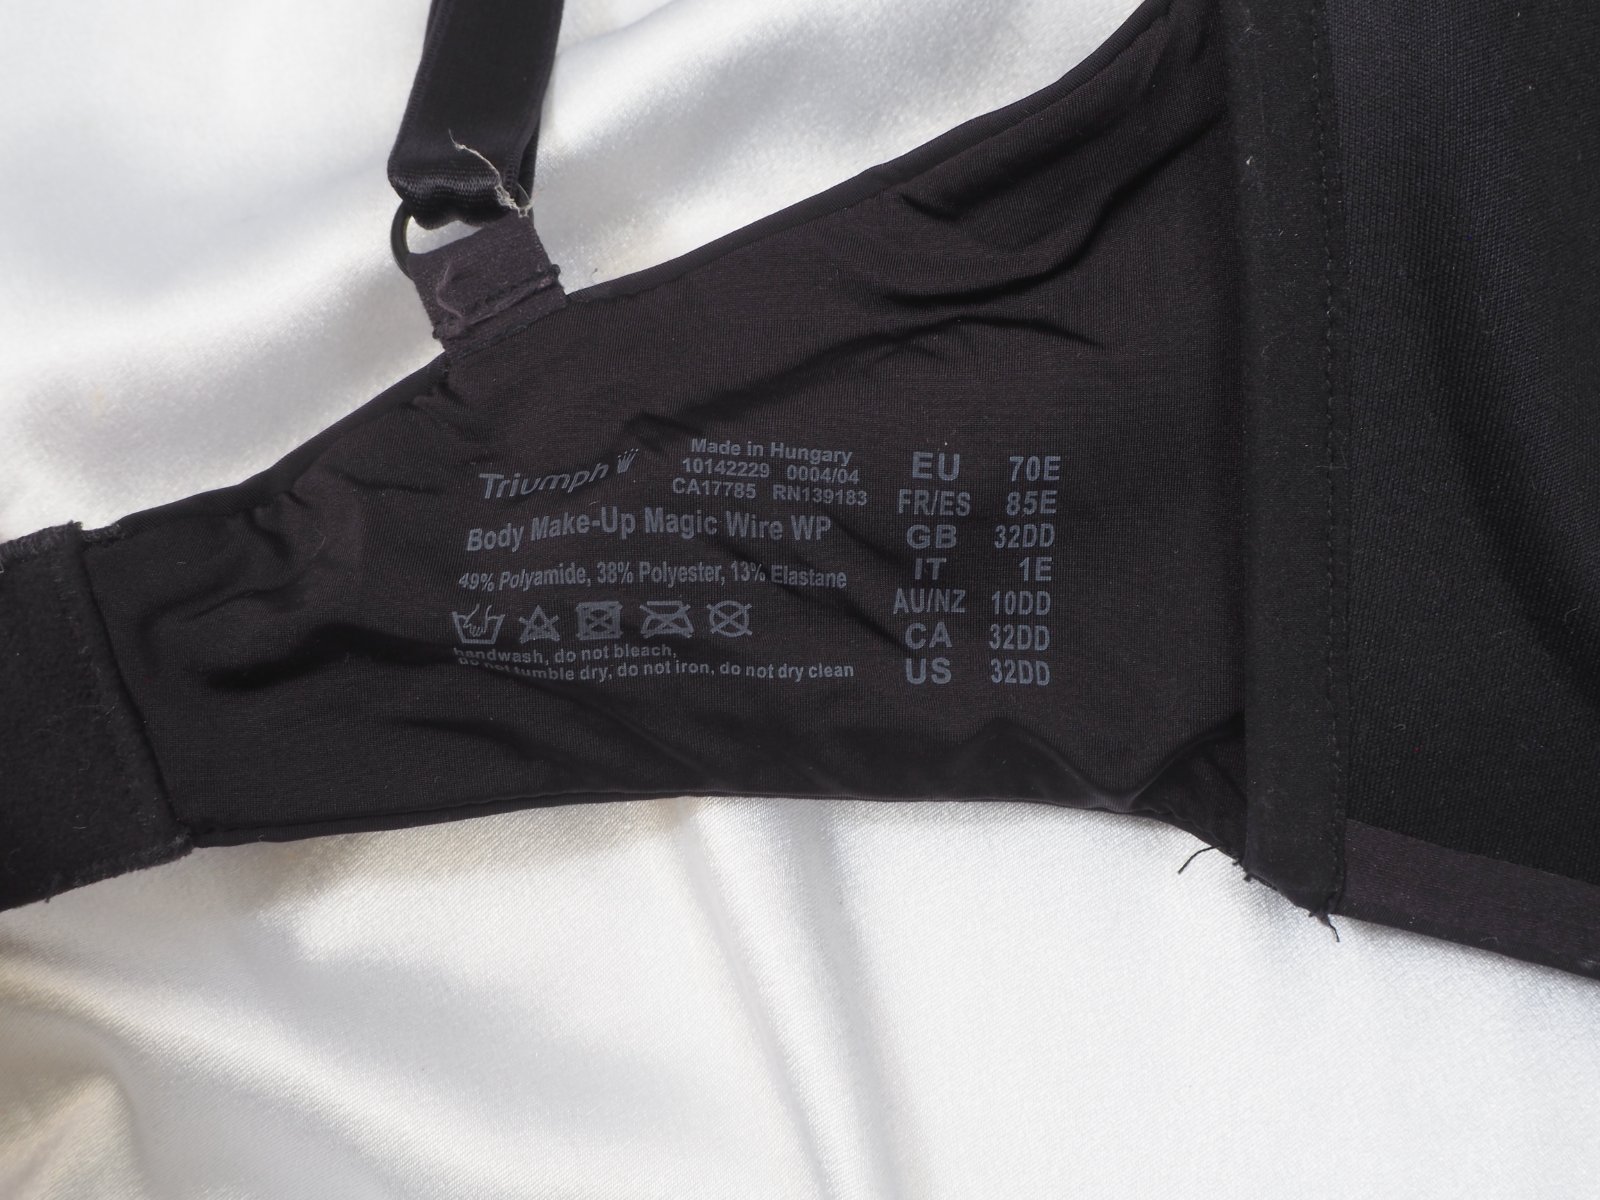 Triumph
Made in Hungary
10142229 0004/04
CA17785 RN139183
Body Make-Up Magic Wire WP
49% Polyamide, 38% Polyester, 13% Elastane
handwash, do not bleach,
do not tumble dry, do not iron, do not dry clean
EU 70E
FR/ES 85E
GB 32DD
IT 1E
AU/NZ 10DD
CA 32DD
US 32DD